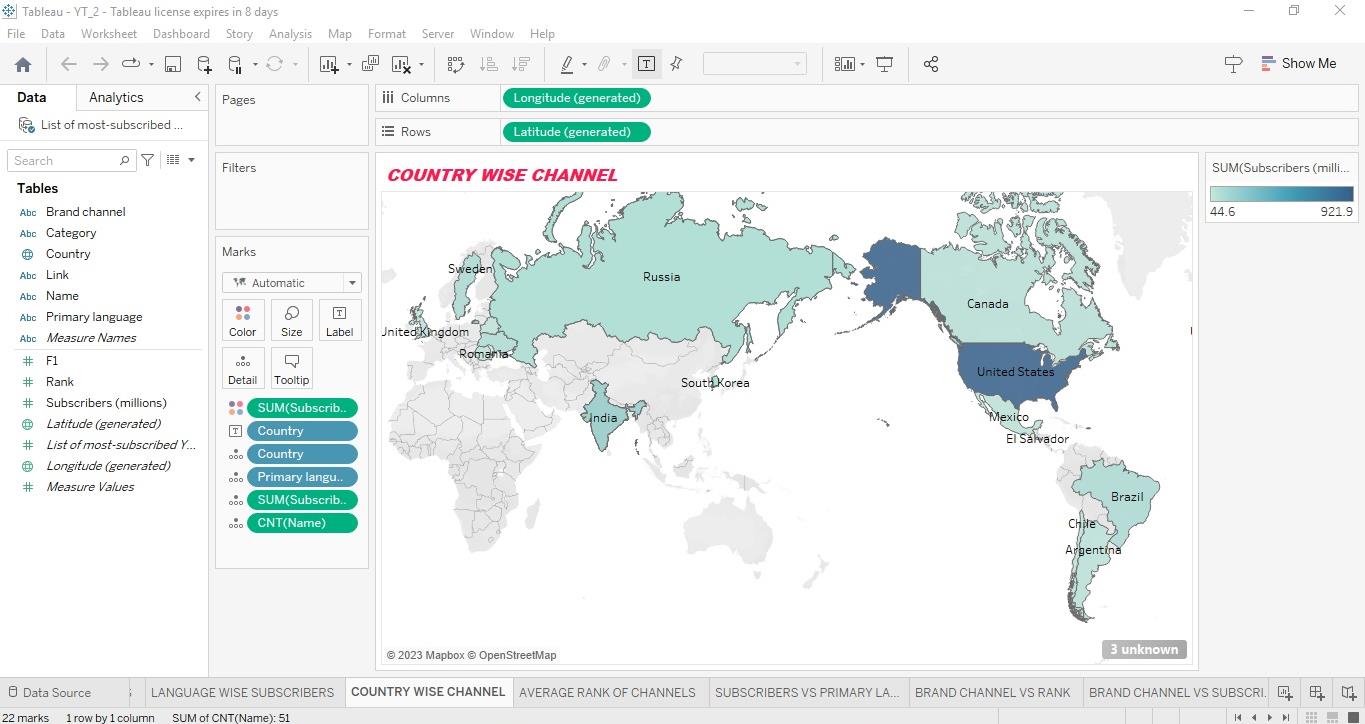 Tableau - YT_2 - Tableau license expires in 8 days
File Data Worksheet Dashboard Story Analysis Map Format Server Window Help
Show Me
Data Analytics
List of most-subscribed ...
Search
Tables
Abc Brand channel
Abc Category
Country
Abc Link
Abc Name
Abc Primary language
Abc Measure Names
F1
Rank
Subscribers (millions)
Latitude (generated)
List of most-subscribed Y...
Longitude (generated)
Measure Values
Pages
Filters
Marks
Automatic
Color Size Label
Detail Tooltip
SUM(Subscrib..
Country
Country
Primary langu..
SUM(Subscrib..
CNT(Name)
Columns Longitude (generated)
Rows Latitude (generated)
COUNTRY WISE CHANNEL
Sweden
Russia
Canada
United Kingdom
Romania
United States
South Korea
India
Mexico
El Salvador
Brazil
Chile
Argentina
© 2023 Mapbox © OpenStreetMap
3 unknown
SUM(Subscribers (milli...
44.6 921.9
Data Source LANGUAGE WISE SUBSCRIBERS COUNTRY WISE CHANNEL AVERAGE RANK OF CHANNELS SUBSCRIBERS VS PRIMARY LA... BRAND CHANNEL VS RANK BRAND CHANNEL VS SUBSCRI.
22 marks 1 row by 1 column SUM of CNT(Name): 51